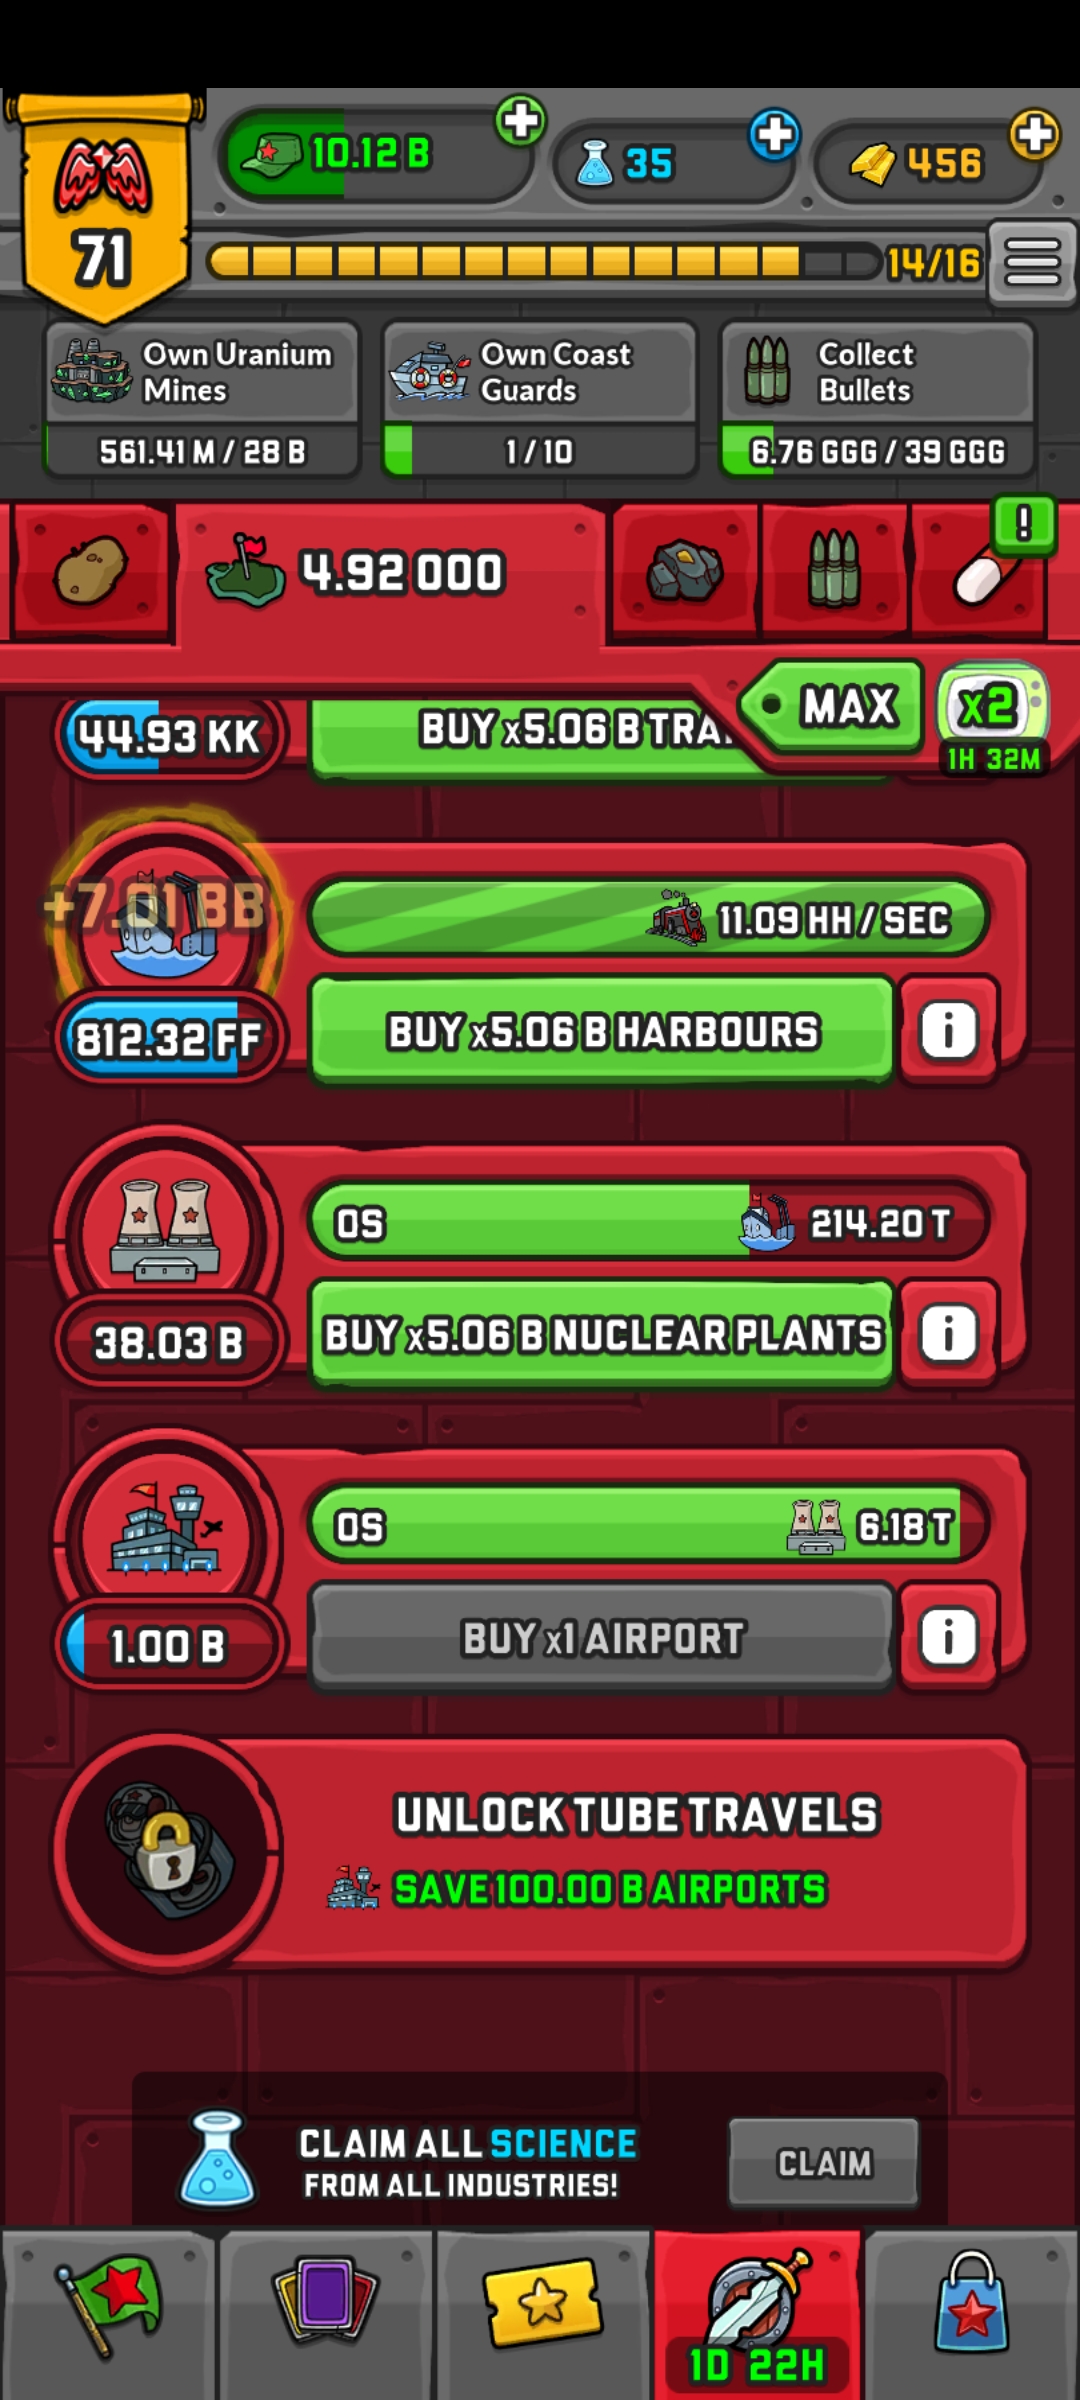 10.12 B
35
456
71
14/16
Own Uranium
Mines
561.41 M / 28 B
Own Coast
Guards
1 / 10
Collect
Bullets
6.76 GGG / 39 GGG
!
4.92 000
MAX
x2
1H 32M
44.93 KK
BUY x5.06 B TRA
+7.01 BB
11.09 HH / SEC
812.32 FF
BUY x5.06 B HARBOURS
i
0S
214.20 T
38.03 B
BUY x5.06 B NUCLEAR PLANTS
i
0S
6.18 T
1.00 B
BUY x1 AIRPORT
i
UNLOCK TUBE TRAVELS
SAVE 100.00 B AIRPORTS
CLAIM ALL SCIENCE
FROM ALL INDUSTRIES!
CLAIM
1D 22H